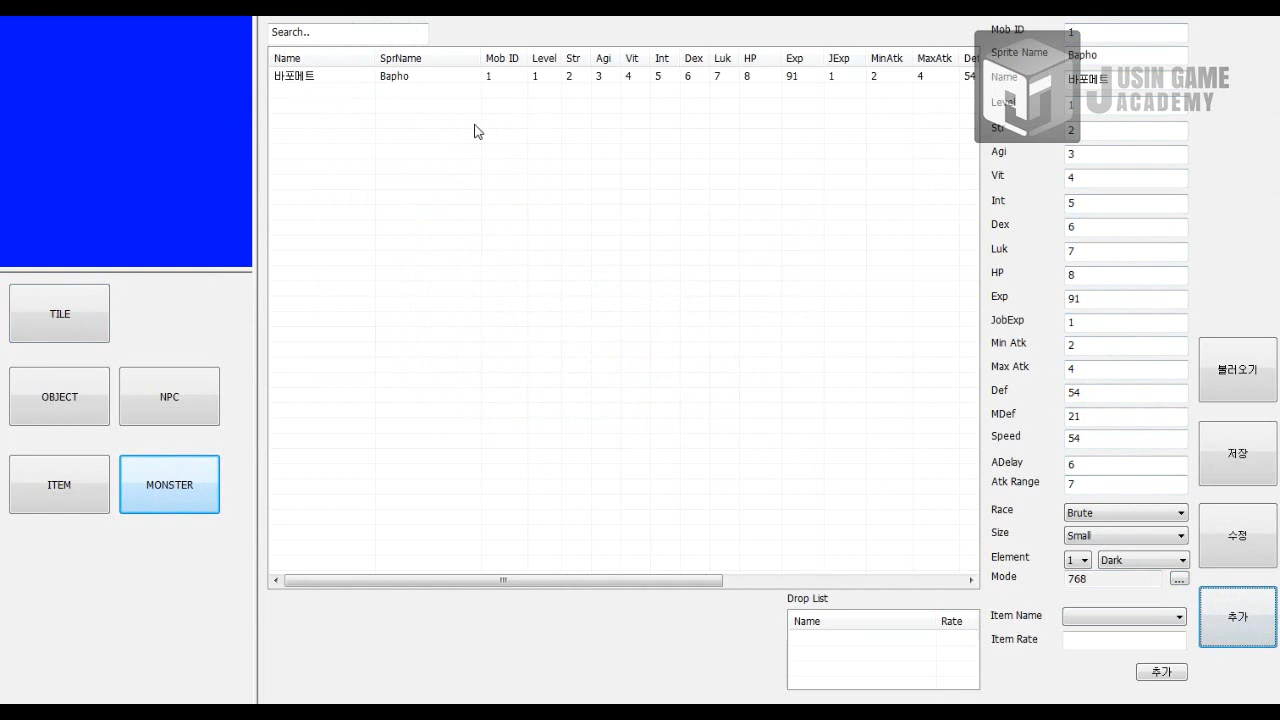 Search..
Name SprName Mob ID Level Str Agi Vit Int Dex Luk HP Exp JExp MinAtk MaxAtk Def
바포메트 Bapho 1 1 2 3 4 5 6 7 8 91 1 2 4 54
TILE
OBJECT NPC
ITEM MONSTER
Mob ID 1
Sprite Name Bapho
Name 바포메트
Level 1
Str 2
Agi 3
Vit 4
Int 5
Dex 6
Luk 7
HP 8
Exp 91
JobExp 1
Min Atk 2
Max Atk 4
Def 54
MDef 21
Speed 54
ADelay 6
Atk Range 7
Race Brute
Size Small
Element 1 Dark
Mode 768 ...
Item Name
Item Rate
추가
불러오기
저장
수정
추가
Drop List
Name Rate
JUSIN GAME
ACADEMY